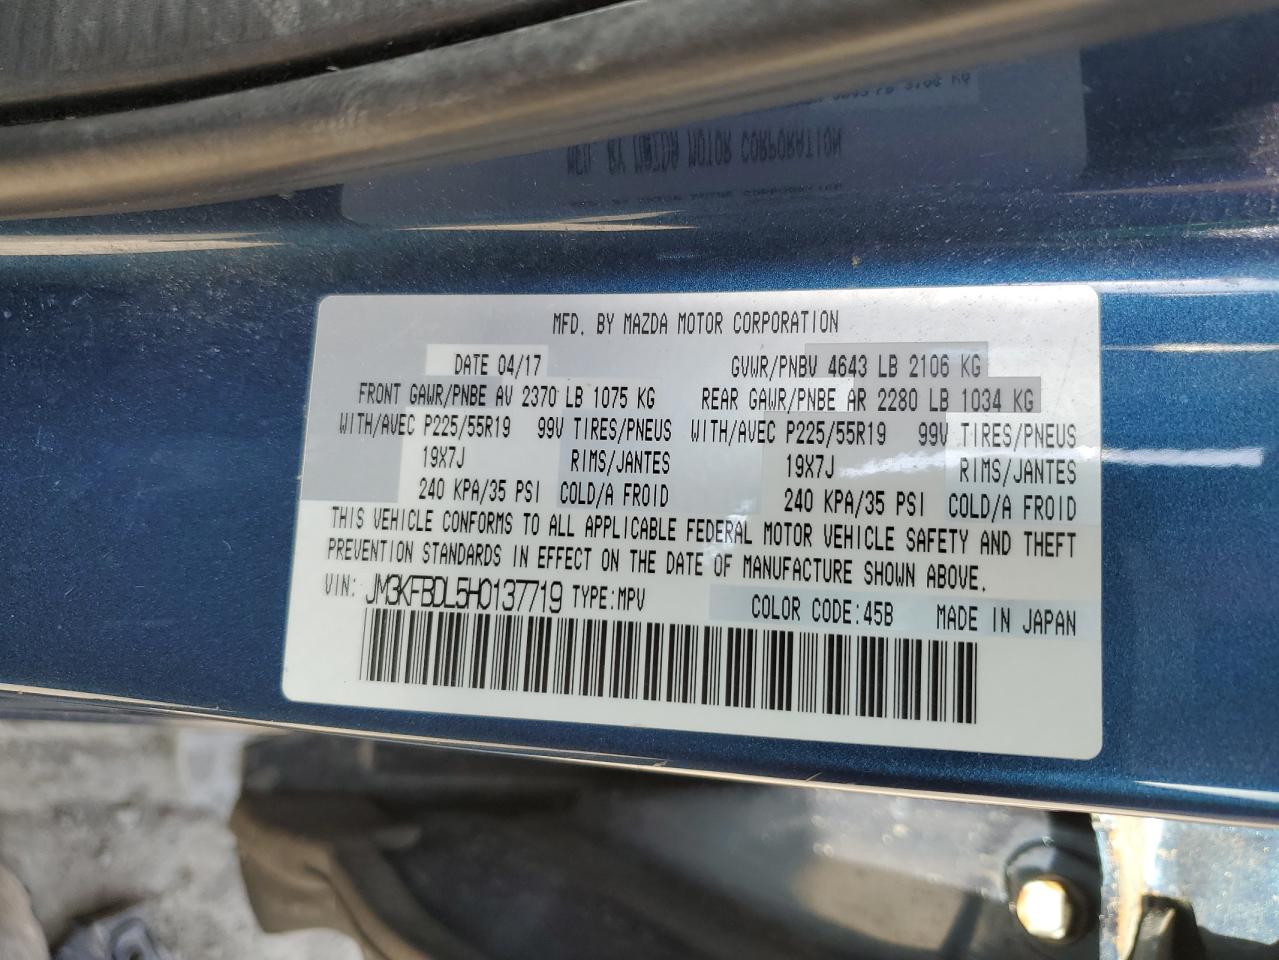 MFD. BY MAZDA MOTOR CORPORATION
DATE 04/17 GVWR/PNBV 4643 LB 2106 KG
FRONT GAWR/PNBE AV 2370 LB 1075 KG REAR GAWR/PNBE AR 2280 LB 1034 KG
WITH/AVEC P225/55R19 99V TIRES/PNEUS WITH/AVEC P225/55R19 99V TIRES/PNEUS
19X7J RIMS/JANTES 19X7J RIMS/JANTES
240 KPA/35 PSI COLD/A FROID 240 KPA/35 PSI COLD/A FROID
THIS VEHICLE CONFORMS TO ALL APPLICABLE FEDERAL MOTOR VEHICLE SAFETY AND THEFT
PREVENTION STANDARDS IN EFFECT ON THE DATE OF MANUFACTURE SHOWN ABOVE.
VIN: JM3KFBDL5H0137719 TYPE:MPV COLOR CODE:45B MADE IN JAPAN